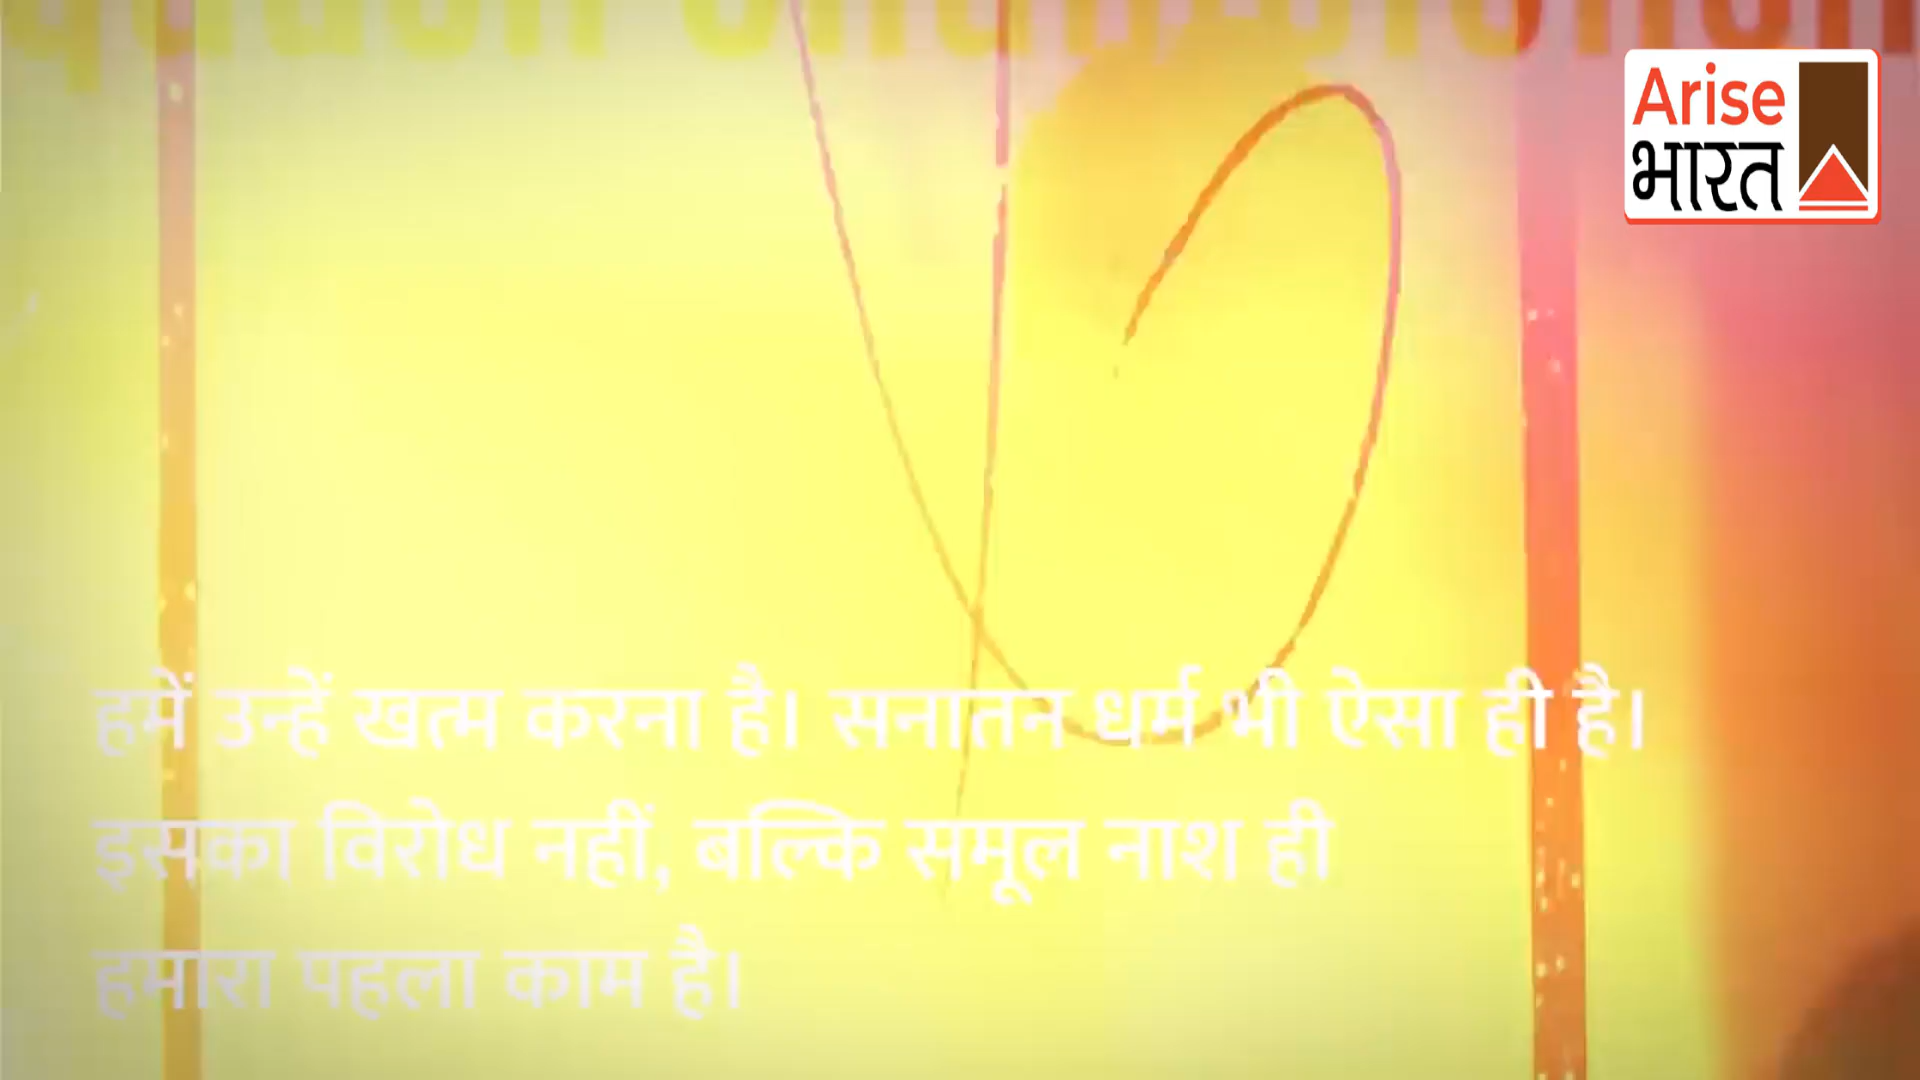 Arise
भारत
हमें उन्हें खत्म करना है। सनातन धर्म भी ऐसा ही है।
इसका विरोध नहीं, बल्कि समूल नाश ही
हमारा पहला काम है।